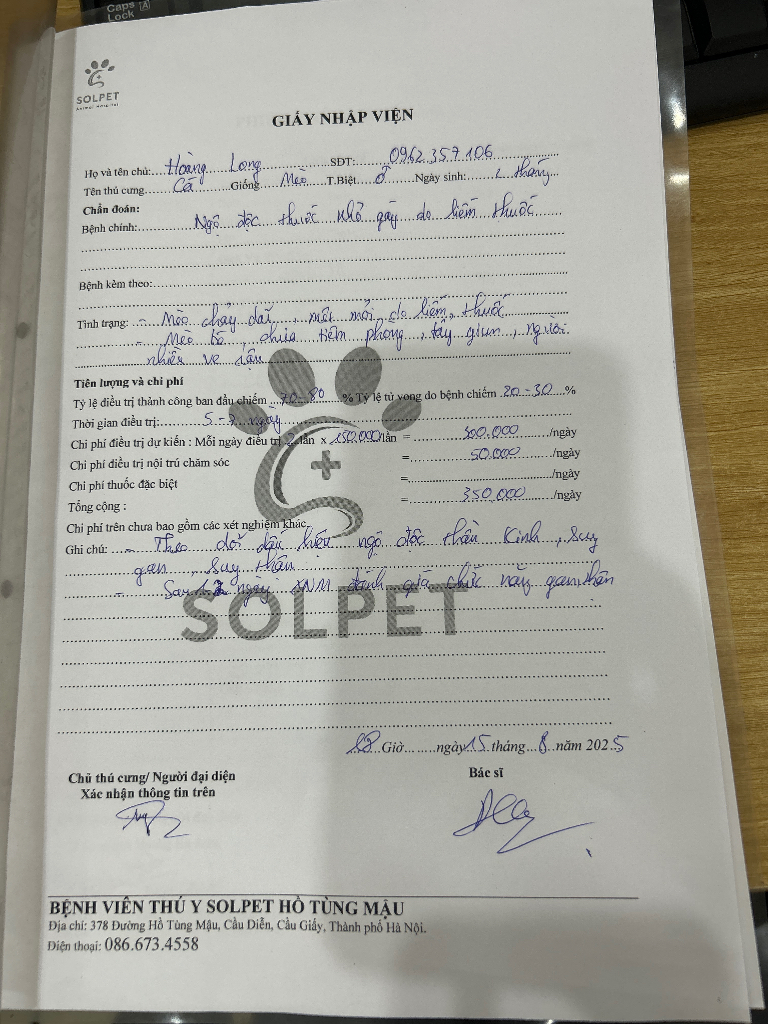 Caps Lock A
SOLPET
Animal Hospital
GIẤY NHẬP VIỆN
Họ và tên chủ: Hoàng Long SĐT: 0962.357.106
Tên thú cưng Cá Giống Mèo T.Biệt ♂ Ngày sinh: 2 tháng
Chẩn đoán:
Bệnh chính: Ngộ độc thuốc nhỏ gáy do liếm thuốc
Bệnh kèm theo:
Tình trạng: - Mèo chảy dãi, mệt mỏi, do liếm thuốc
- Mèo bé, chưa tiêm phòng, tẩy giun, người
nhiều ve rận
Tiên lượng và chi phí
Tỷ lệ điều trị thành công ban đầu chiếm 70-80 % Tỷ lệ tử vong do bệnh chiếm 20-30 %
Thời gian điều trị: 5-7 ngày
Chi phí điều trị dự kiến : Mỗi ngày điều trị 2 lần x 150.000 lần = 300.000 /ngày
Chi phí điều trị nội trú chăm sóc = 50.000 /ngày
Chi phí thuốc đặc biệt = /ngày
Tổng cộng : = 350.000 /ngày
Chi phí trên chưa bao gồm các xét nghiệm khác.
Ghi chú: - Theo dõi dấu hiệu ngộ độc thần kinh, suy
gan, suy thận
- Sau ngày XNM đánh giá chức năng gan thận
SOLPET
18 Giờ ngày 15 tháng 8 năm 2025
Chủ thú cưng/ Người đại diện Bác sĩ
Xác nhận thông tin trên
BỆNH VIỆN THÚ Y SOLPET HỒ TÙNG MẬU
Địa chỉ: 378 Đường Hồ Tùng Mậu, Cầu Diễn, Cầu Giấy, Thành phố Hà Nội.
Điện thoại: 086.673.4558